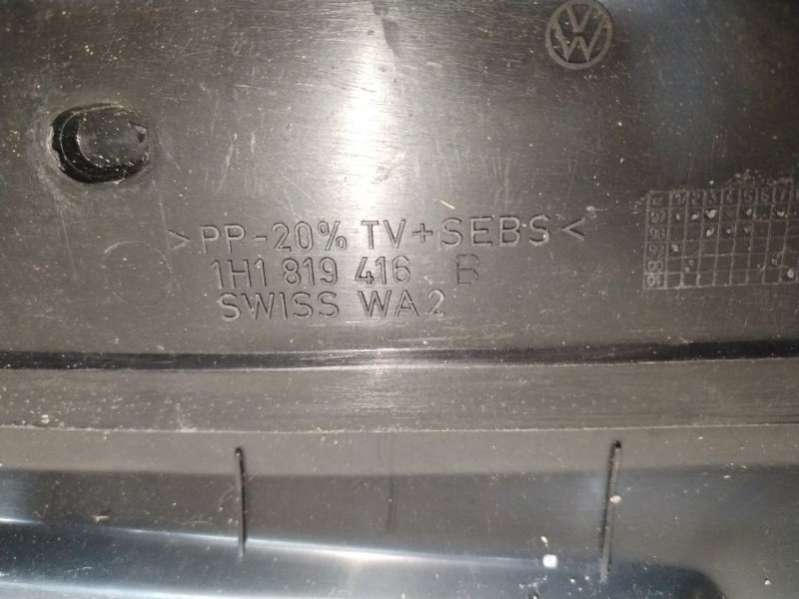 >PP-20% TV+SEBS<
1H1 819 416 B
SWISS WA2